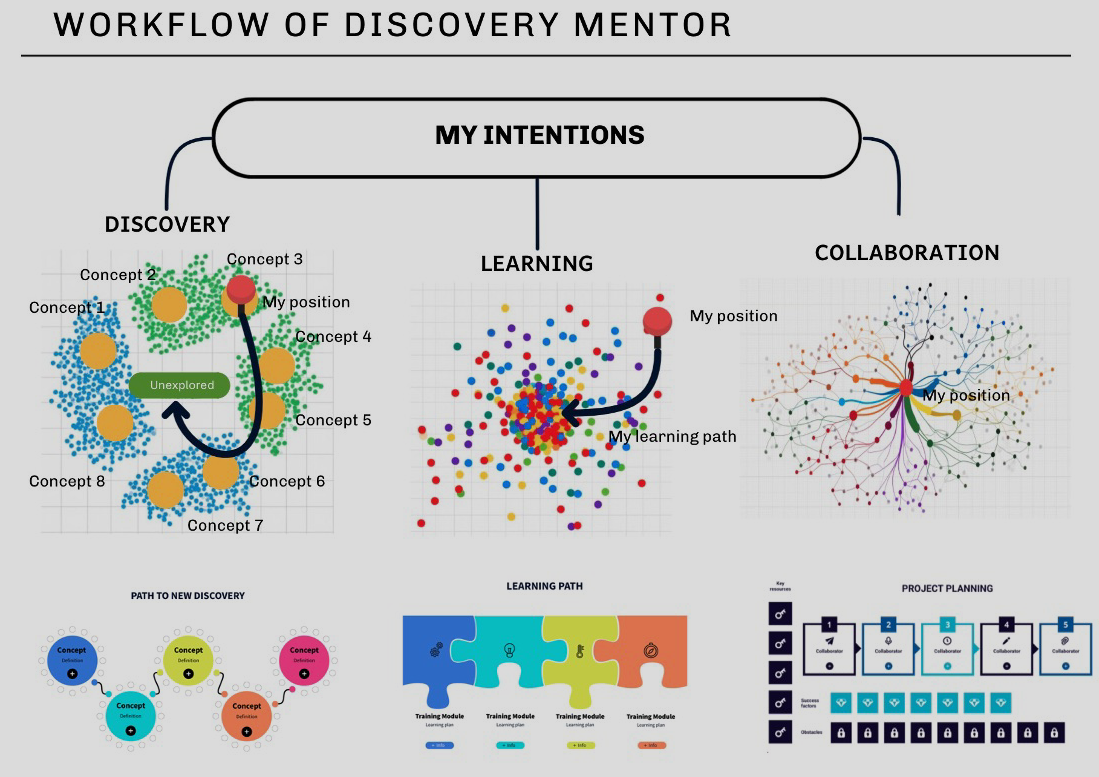 WORKFLOW OF DISCOVERY MENTOR
MY INTENTIONS
DISCOVERY
Concept 1
Concept 2
Concept 3
My position
Concept 4
Unexplored
Concept 5
Concept 6
Concept 7
Concept 8
LEARNING
My position
My learning path
COLLABORATION
My position
PATH TO NEW DISCOVERY
Concept
Definition
+
Concept
Definition
+
Concept
Definition
+
Concept
Definition
+
Concept
Definition
+
LEARNING PATH
Training Module
Learning plan
+ Info
Training Module
Learning plan
+ Info
Training Module
Learning plan
+ Info
Training Module
Learning plan
+ Info
PROJECT PLANNING
Key
resources
1
Collaborator
2
Collaborator
3
Collaborator
4
Collaborator
5
Collaborator
Success
factors
Obstacles